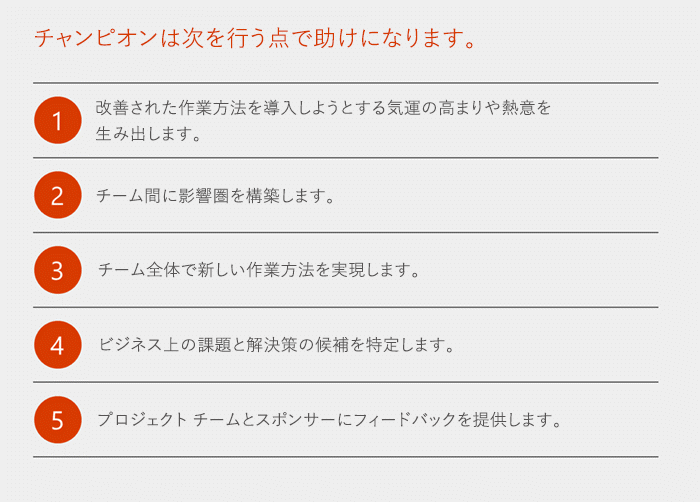 チャンピオンは次を行う点で助けになります。
1 改善された作業方法を導入しようとする気運の高まりや熱意を
生み出します。
2 チーム間に影響圏を構築します。
3 チーム全体で新しい作業方法を実現します。
4 ビジネス上の課題と解決策の候補を特定します。
5 プロジェクト チームとスポンサーにフィードバックを提供します。